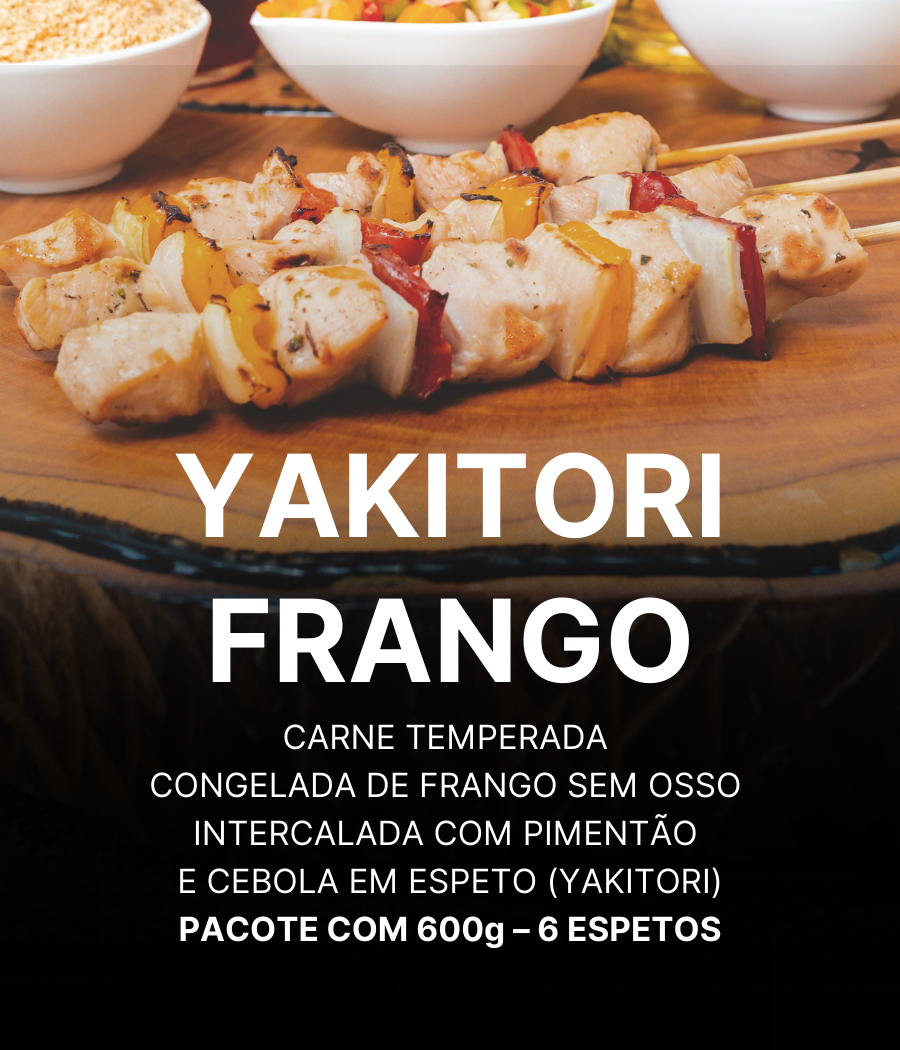 YAKITORI
FRANGO
CARNE TEMPERADA
CONGELADA DE FRANGO SEM OSSO
INTERCALADA COM PIMENTÃO
E CEBOLA EM ESPETO (YAKITORI)
PACOTE COM 600g – 6 ESPETOS